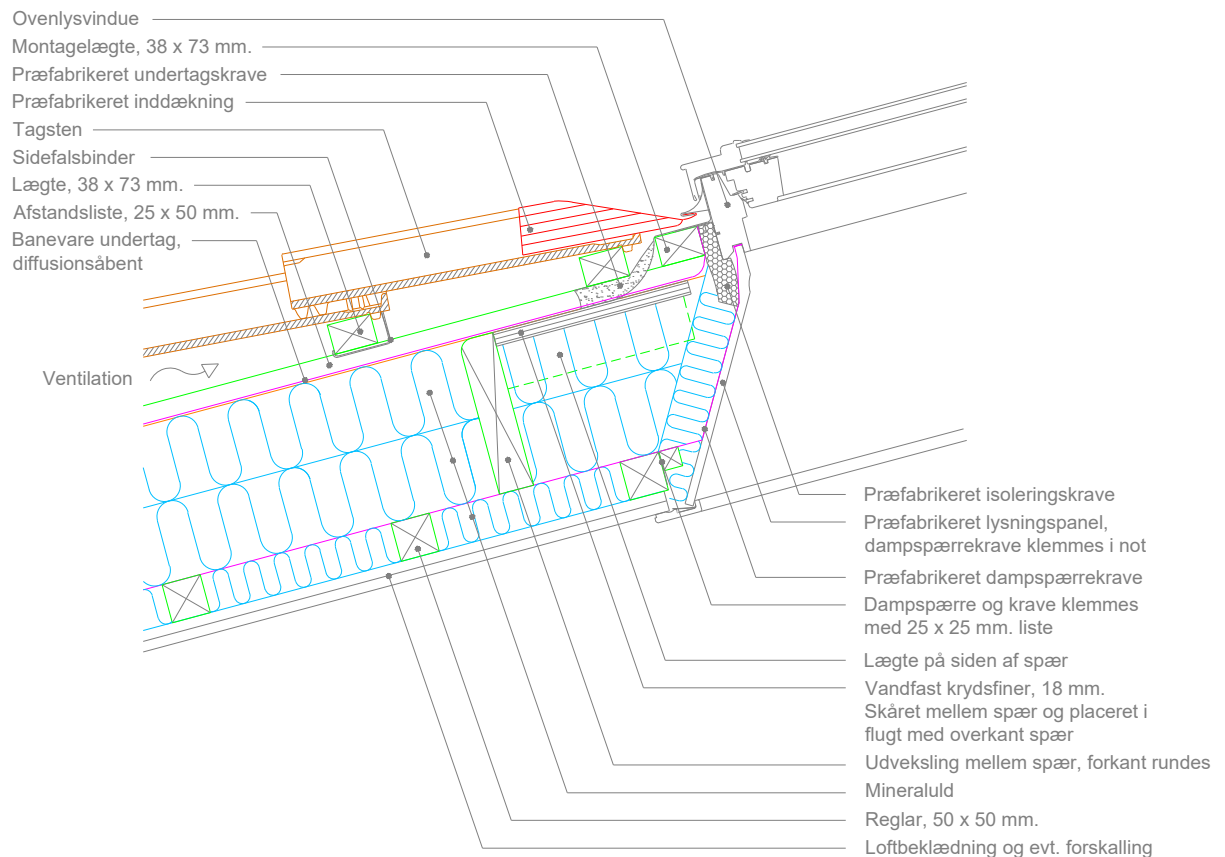 Ovenlysvindue
Montagelægte, 38 x 73 mm.
Præfabrikeret undertagskrave
Præfabrikeret inddækning
Tagsten
Sidefalsbinder
Lægte, 38 x 73 mm.
Afstandsliste, 25 x 50 mm.
Banevare undertag,
diffusionsåbent
Ventilation
Præfabrikeret isoleringskrave
Præfabrikeret lysningspanel,
dampspærrekrave klemmes i not
Præfabrikeret dampspærrekrave
Dampspærre og krave klemmes
med 25 x 25 mm. liste
Lægte på siden af spær
Vandfast krydsfiner, 18 mm.
Skåret mellem spær og placeret i
flugt med overkant spær
Udveksling mellem spær, forkant rundes
Mineraluld
Reglar, 50 x 50 mm.
Loftbeklædning og evt. forskalling